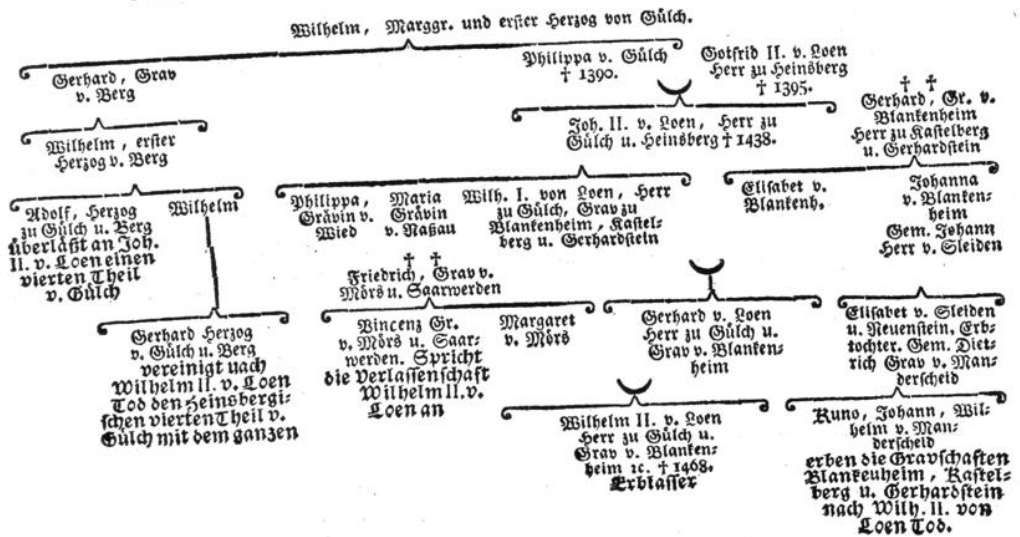 Wilhelm, Marggr. und erster Herzog von Gülch.
Gerhard, Grav
v. Berg
Philippa v. Gülch
† 1390.
Gotfrid II. v. Loen
Herr zu Heinsberg
† 1395.
Wilhelm, erster
Herzog v. Berg
Joh. II. v. Loen, Herr zu
Gülch u. Heinsberg † 1438.
† †
Gerhard, Gr. v.
Blankenheim
Herr zu Kastelberg
u. Gerhardstein
Adolf, Herzog
zu Gülch u. Berg
überläßt an Joh.
II. v. Loen einen
vierten Theil
v. Gülch
Wilhelm
Philippa,
Grävin v.
Wied
Maria
Grävin
v. Naßau
Wilh. I. von Loen, Herr
zu Gülch, Grav zu
Blankenheim, Kastel-
berg u. Gerhardstein
Elisabet v.
Blankenh.
Johanna
v. Blanken-
heim
Gem. Johann
Herr v. Sleiden
† †
Friedrich, Grav v.
Mörs u. Saarwerden
Gerhard Herzog
v. Gülch u. Berg
vereinigt uach
Wilhelm II. v. Loen
Tod den Heinsbergi-
schen vierten Theil v.
Gülch mit dem ganzen
Vincenz Gr.
v. Mörs u. Saar-
werden. Spricht
die Verlassenschaft
Wilhelm II. v.
Loen an
Margaret
v. Mörs
Gerhard v. Loen
Herr zu Gülch u.
Grav v. Blanken-
heim
Elisabet v. Sleiden
u. Neuenstein, Erb-
tochter. Gem. Diet-
rich Grav v. Man-
derscheid
Wilhelm II. v. Loen
Herr zu Gülch u.
Grav v. Blanken-
heim ꝛc. † 1468.
Erblasser
Kuno, Johann, Wil-
helm v. Man-
derscheid
erben die Gravschaften
Blankeuheim, Kastel-
berg u. Gerhardstein
nach Wilh. II. von
Loen Tod.